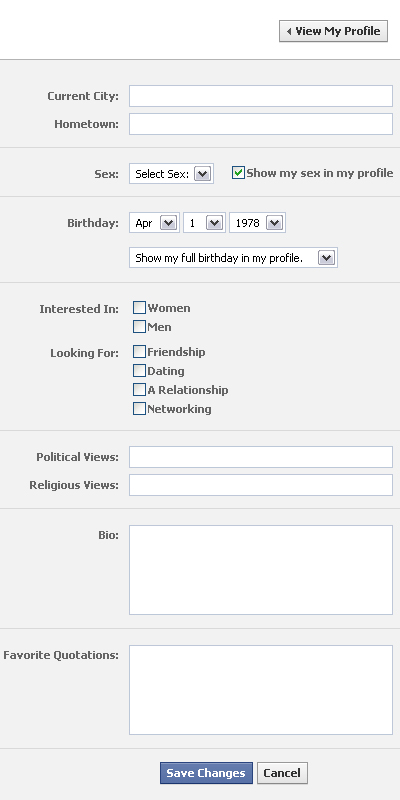 View My Profile
Current City:
Hometown:
Sex: Select Sex: Show my sex in my profile
Birthday: Apr 1 1978
Show my full birthday in my profile.
Interested In: Women
Men
Looking For: Friendship
Dating
A Relationship
Networking
Political Views:
Religious Views:
Bio:
Favorite Quotations:
Save Changes Cancel